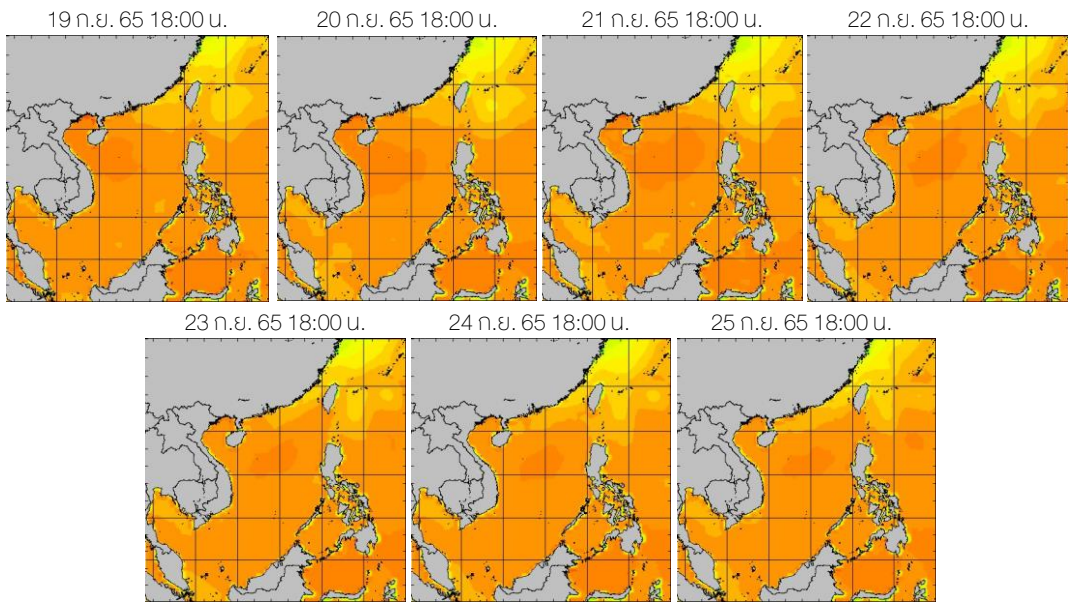 19 ก.ย. 65 18:00 น.
20 ก.ย. 65 18:00 น.
21 ก.ย. 65 18:00 น.
22 ก.ย. 65 18:00 น.
23 ก.ย. 65 18:00 น.
24 ก.ย. 65 18:00 น.
25 ก.ย. 65 18:00 น.